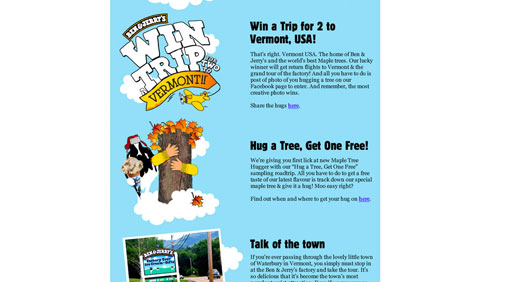 BEN & JERRY'S
WIN
TRIP
FOR TWO
TO
VERMONT!!
Win a Trip for 2 to
Vermont, USA!
That's right. Vermont USA. The home of Ben &
Jerry's and the world's best Maple trees. Our lucky
winner will get return flights to Vermont & the
grand tour of the factory! And all you have to do is
post of photo of you hugging a tree on our
Facebook page to enter. And remember, the most
creative photo wins.
Share the hugs here.
Hug a Tree, Get One Free!
We're giving you first lick at new Maple Tree
Hugger with our "Hug a Tree, Get One Free"
sampling roadtrip. All you have to do to get a free
taste of our latest flavour is track down our special
maple tree & give it a hug! Moo easy right?
Find out when and where to get your hug on here.
BEN & JERRY'S
Talk of the town
If you're ever passing through the lovely little town
of Waterbury in Vermont, you simply must stop in
at the Ben & Jerry's factory and take the tour. It's
so delicious that it's become the town's most